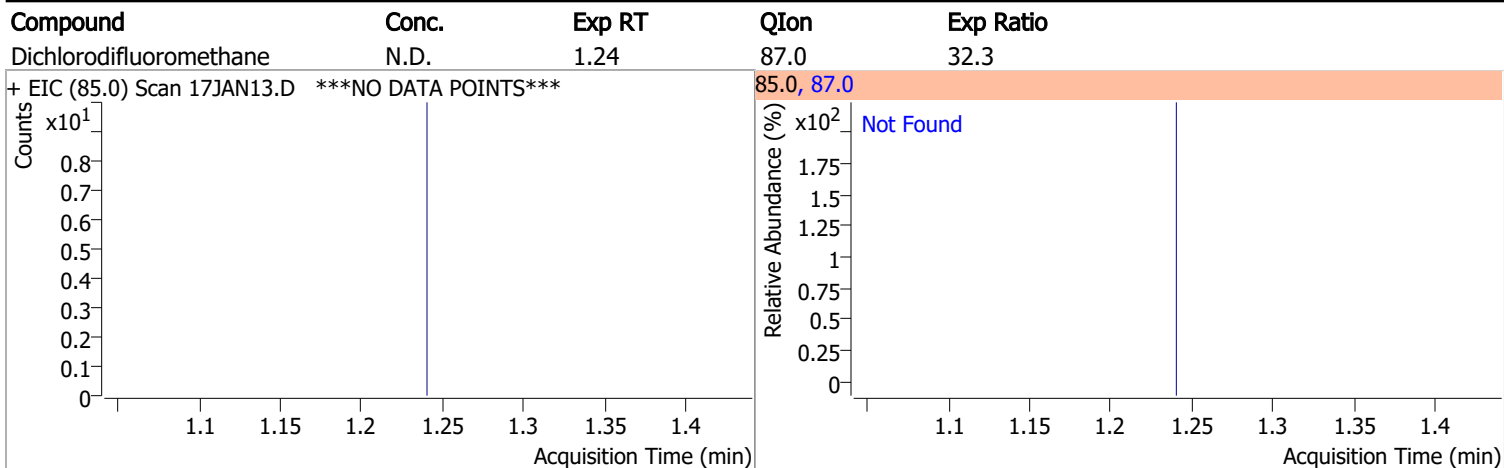 Compound Conc. Exp RT QIon Exp Ratio
Dichlorodifluoromethane N.D. 1.24 87.0 32.3
+ EIC (85.0) Scan 17JAN13.D ***NO DATA POINTS***
Counts
x10^1
0.8
0.7
0.6
0.5
0.4
0.3
0.2
0.1
0
1.1 1.15 1.2 1.25 1.3 1.35 1.4
Acquisition Time (min)
85.0, 87.0
Relative Abundance (%)
x10^2
Not Found
1.75
1.5
1.25
1
0.75
0.5
0.25
0
1.1 1.15 1.2 1.25 1.3 1.35 1.4
Acquisition Time (min)